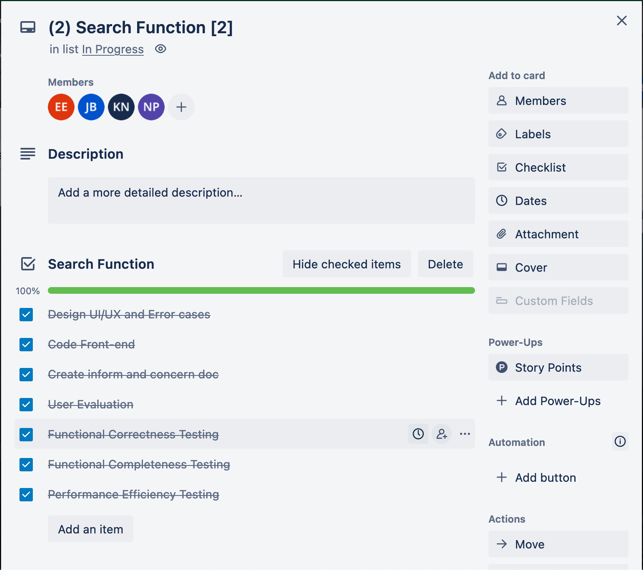 (2) Search Function [2]
in list In Progress
Members
EE JB KN NP
Description
Add a more detailed description...
Search Function
Hide checked items
Delete
100%
Design UI/UX and Error cases
Code Front-end
Create inform and concern doc
User Evaluation
Functional Correctness Testing
Functional Completeness Testing
Performance Efficiency Testing
Add an item
Add to card
Members
Labels
Checklist
Dates
Attachment
Cover
Custom Fields
Power-Ups
P Story Points
+ Add Power-Ups
Automation
+ Add button
Actions
→ Move